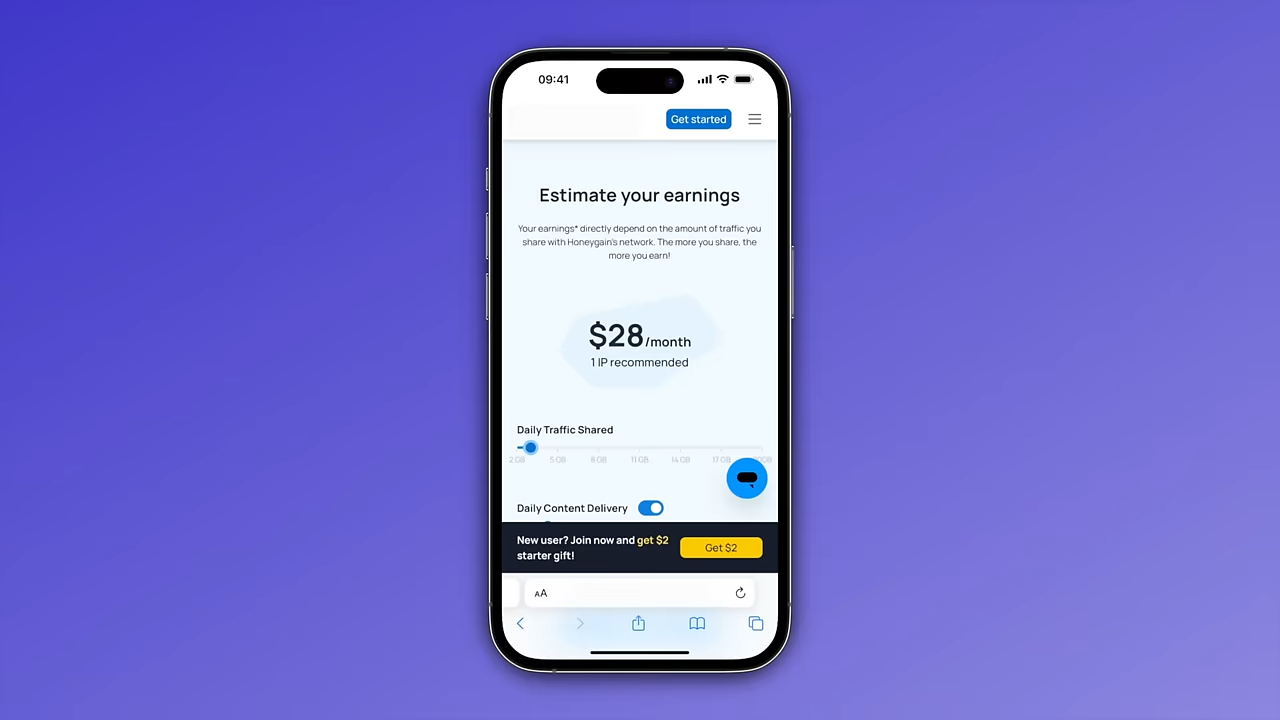 09:41
Get started
Estimate your earnings
Your earnings* directly depend on the amount of traffic you
share with Honeygain's network. The more you share, the
more you earn!
$28/month
1 IP recommended
Daily Traffic Shared
2 GB 5 GB 8 GB 11 GB 14 GB 17 GB 20GB
Daily Content Delivery
New user? Join now and get $2
starter gift!
Get $2
AA